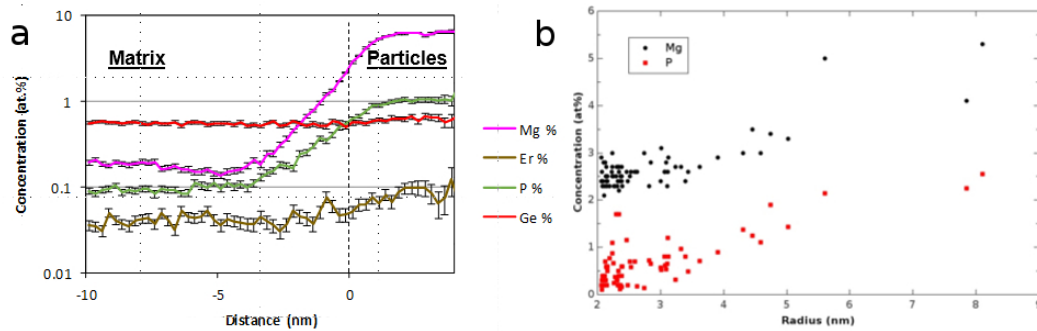 a
Concentration (at.%)
10
1
0.1
0.01
Matrix
Particles
-10
-5
0
Distance (nm)
Mg %
Er %
P %
Ge %
b
Concentration (at%)
6
5
4
3
2
1
0
Mg
P
2
3
4
5
6
7
8
9
Radius (nm)